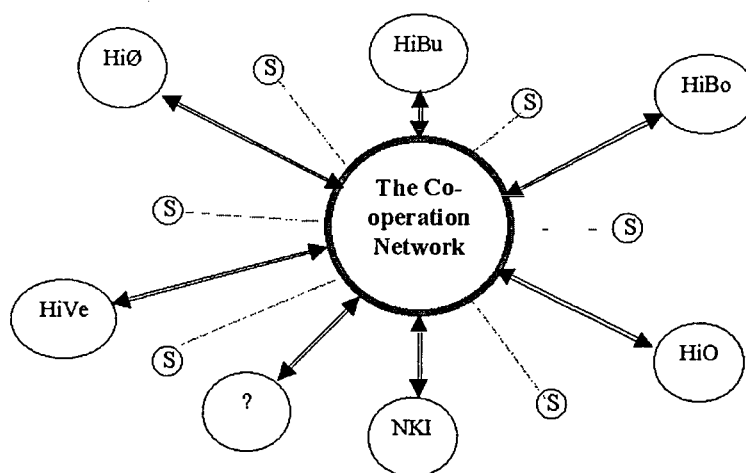 HiBu
HiØ
S
S
HiBo
The Co-
operation
Network
S
S
HiVe
S
HiO
?
NKI
S